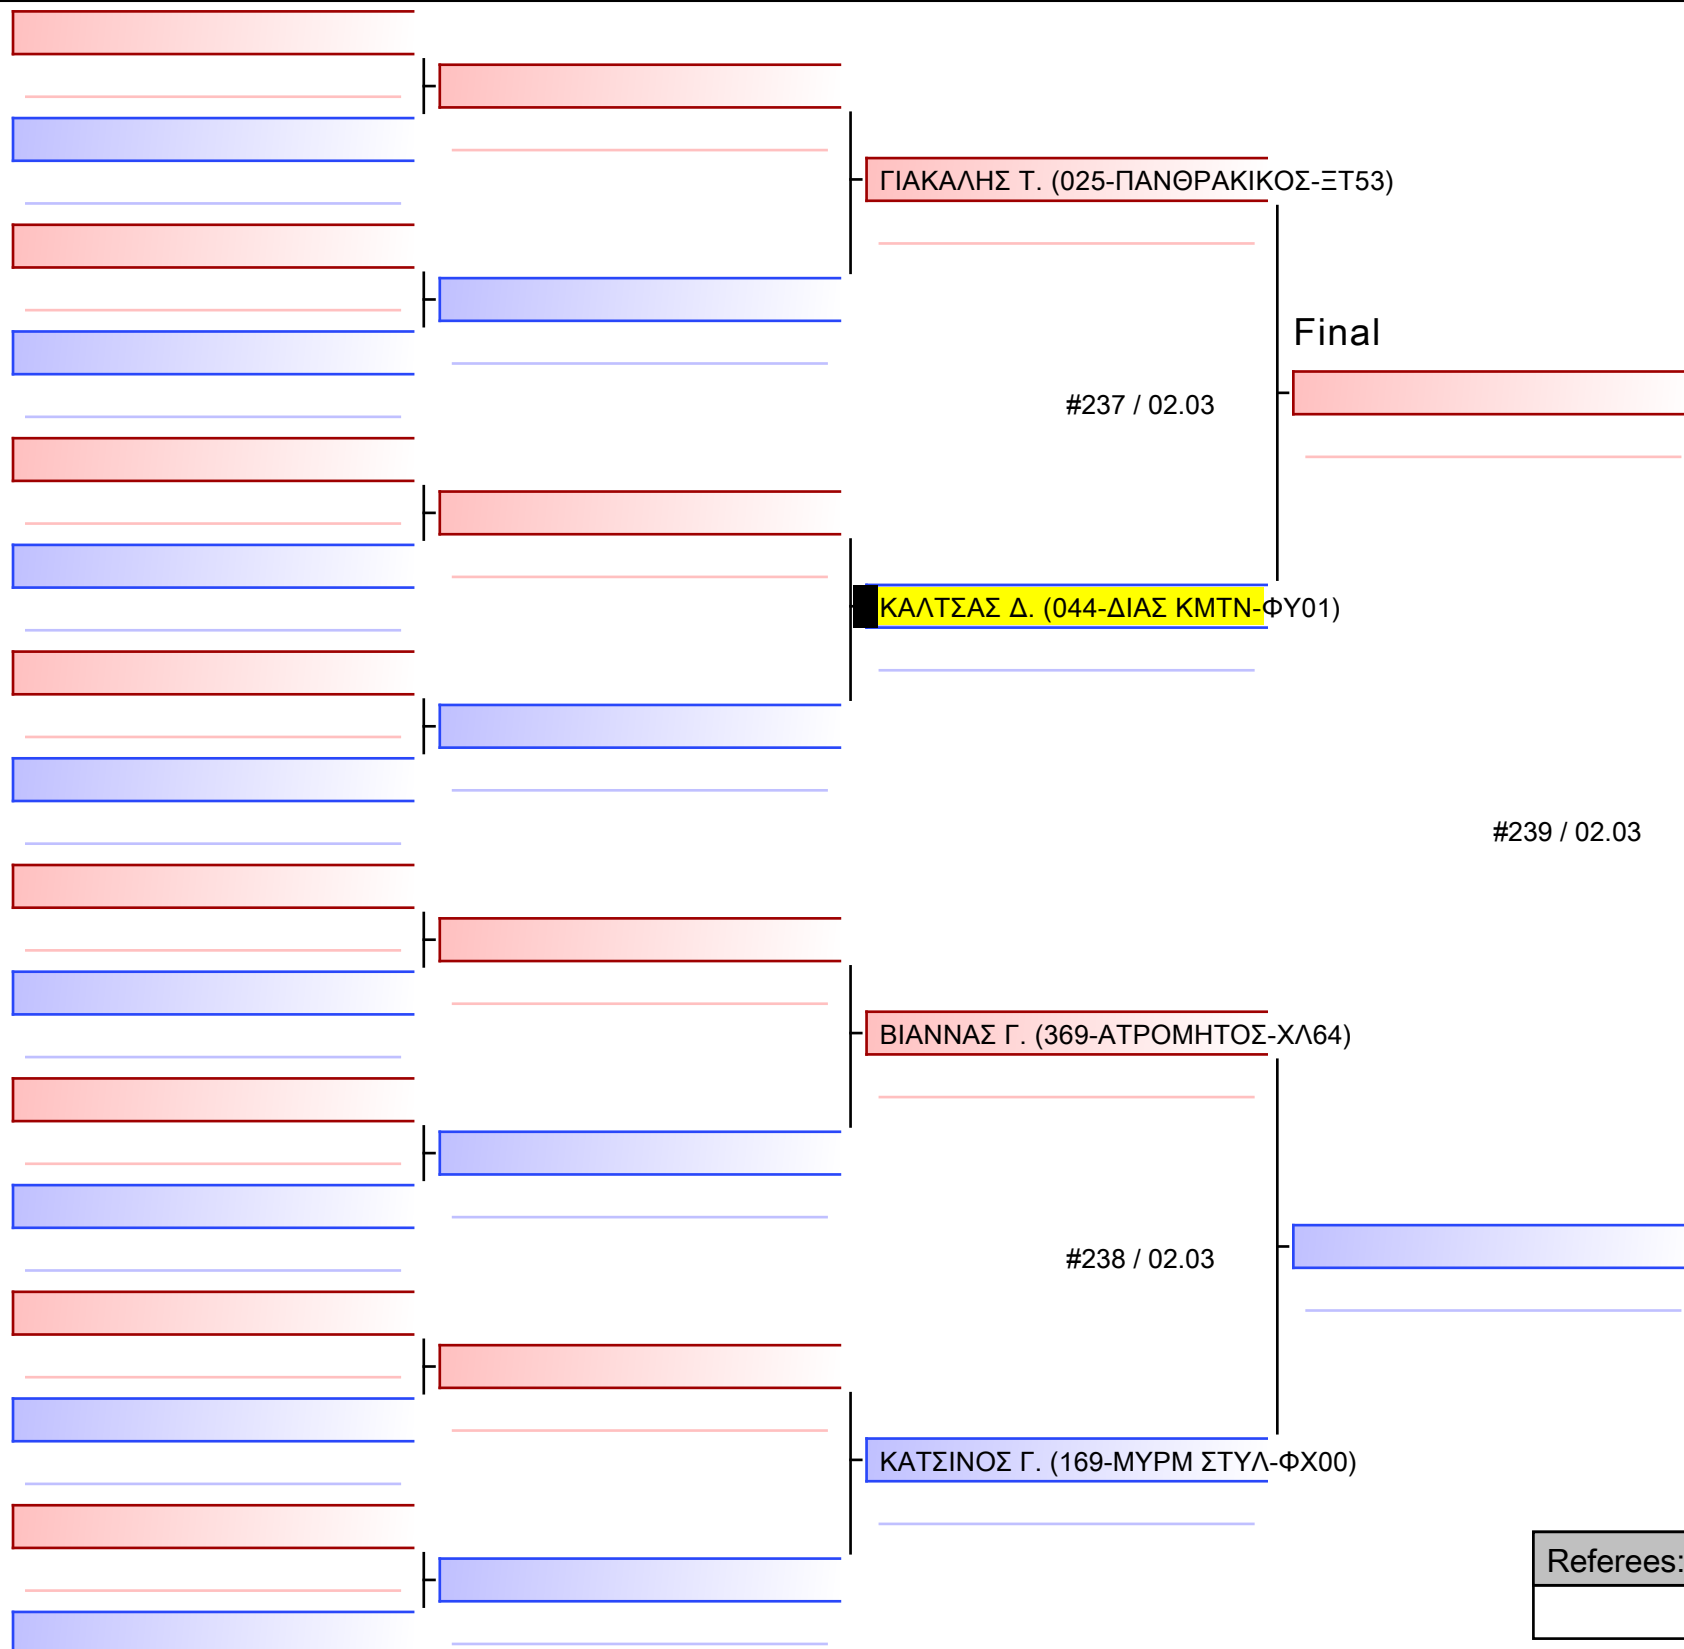 ΓΙΑΚΑΛΗΣ Τ. (025-ΠΑΝΘΡΑΚΙΚΟΣ-ΞΤ53)
Final
#237 / 02.03
ΚΑΛΤΣΑΣ Δ. (044-ΔΙΑΣ ΚΜΤΝ-ΦΥ01)
#239 / 02.03
ΒΙΑΝΝΑΣ Γ. (369-ΑΤΡΟΜΗΤΟΣ-ΧΛ64)
#238 / 02.03
ΚΑΤΣΙΝΟΣ Γ. (169-ΜΥΡΜ ΣΤΥΛ-ΦΧ00)
Referees: